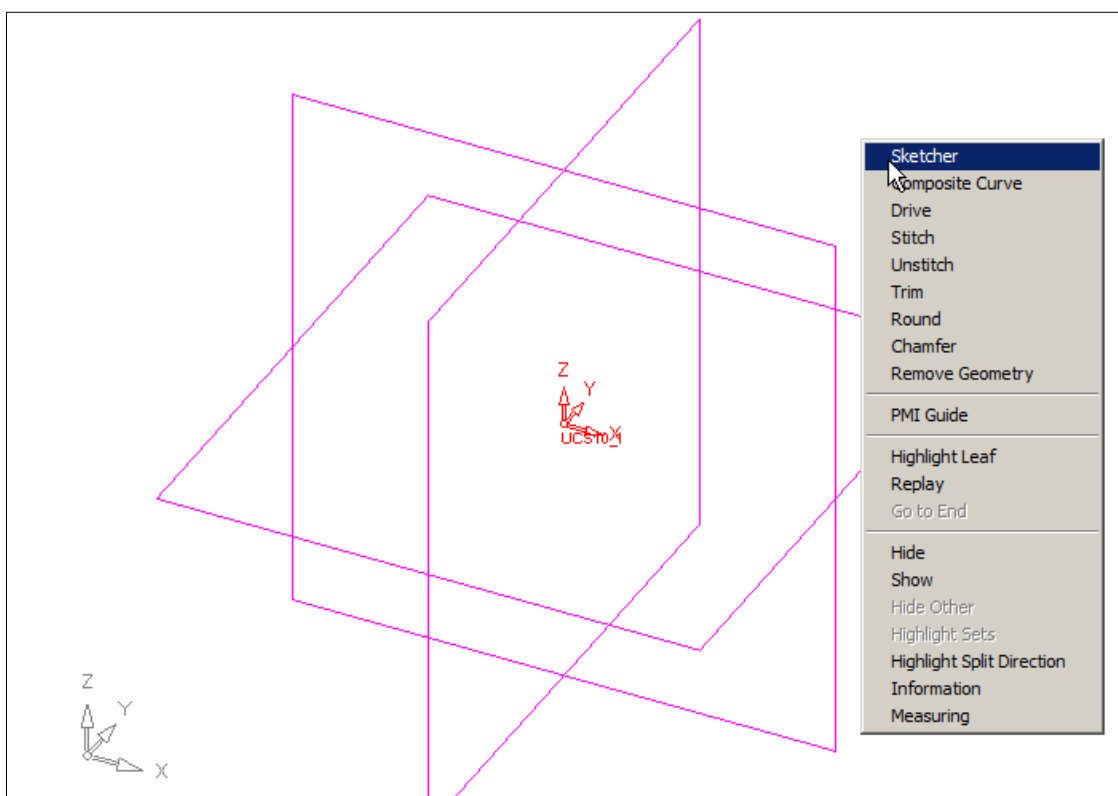 Sketcher
Composite Curve
Drive
Stitch
Unstitch
Trim
Round
Chamfer
Remove Geometry
PMI Guide
Highlight Leaf
Replay
Go to End
Hide
Show
Hide Other
Highlight Sets
Highlight Split Direction
Information
Measuring
Z
Y
X
Z
Y
X